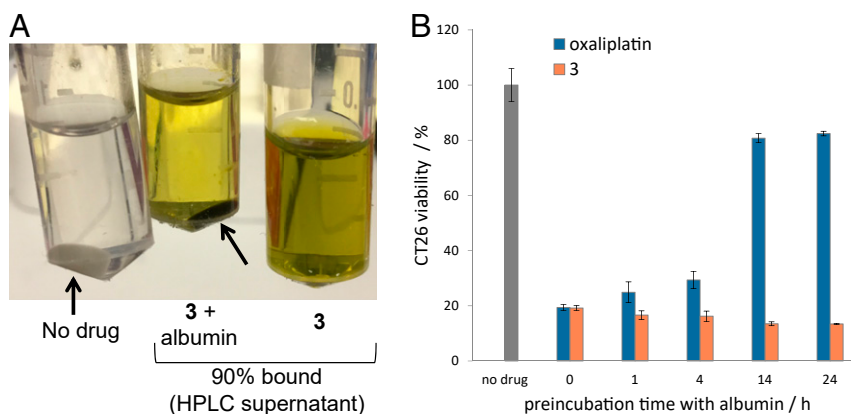 A
No drug
3 +
albumin
3
90% bound
(HPLC supernatant)
B
CT26 viability / %
120
100
80
60
40
20
0
oxaliplatin
3
no drug 0 1 4 14 24
preincubation time with albumin / h